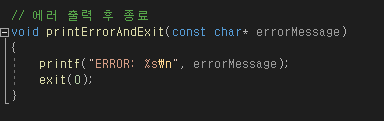 // 에러 출력 후 종료
void printErrorAndExit(const char* errorMessage)
{
printf("ERROR: %s₩n", errorMessage);
exit(0);
}